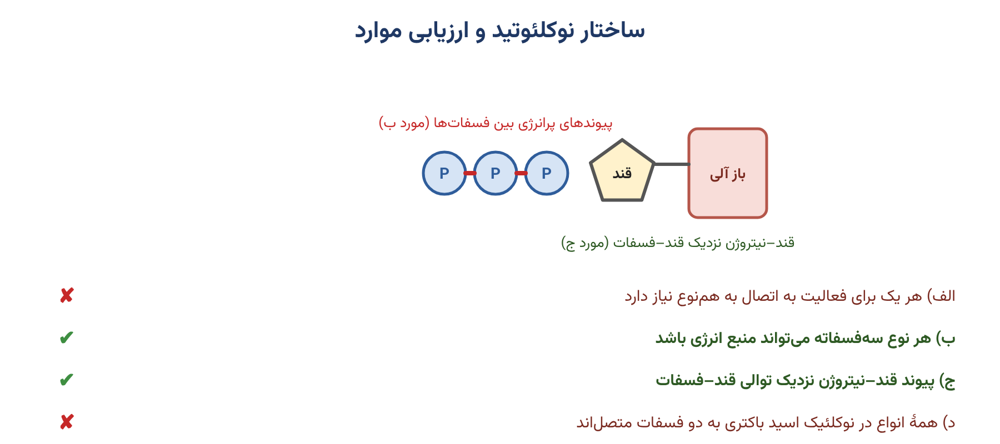 ساختار نوکلئوتید و ارزیابی موارد
پیوندهای پرانرژی بین فسفات‌ها (مورد ب)
باز آلی
قند
P
P
P
قند–نیتروژن نزدیک قند–فسفات (مورد ج)
الف) هر یک برای فعالیت به اتصال به هم‌نوع نیاز دارد ✘
ب) هر نوع سه‌فسفاته می‌تواند منبع انرژی باشد ✔
ج) پیوند قند–نیتروژن نزدیک توالی قند–فسفات ✔
د) همهٔ انواع در نوکلئیک اسید باکتری به دو فسفات متصل‌اند ✘